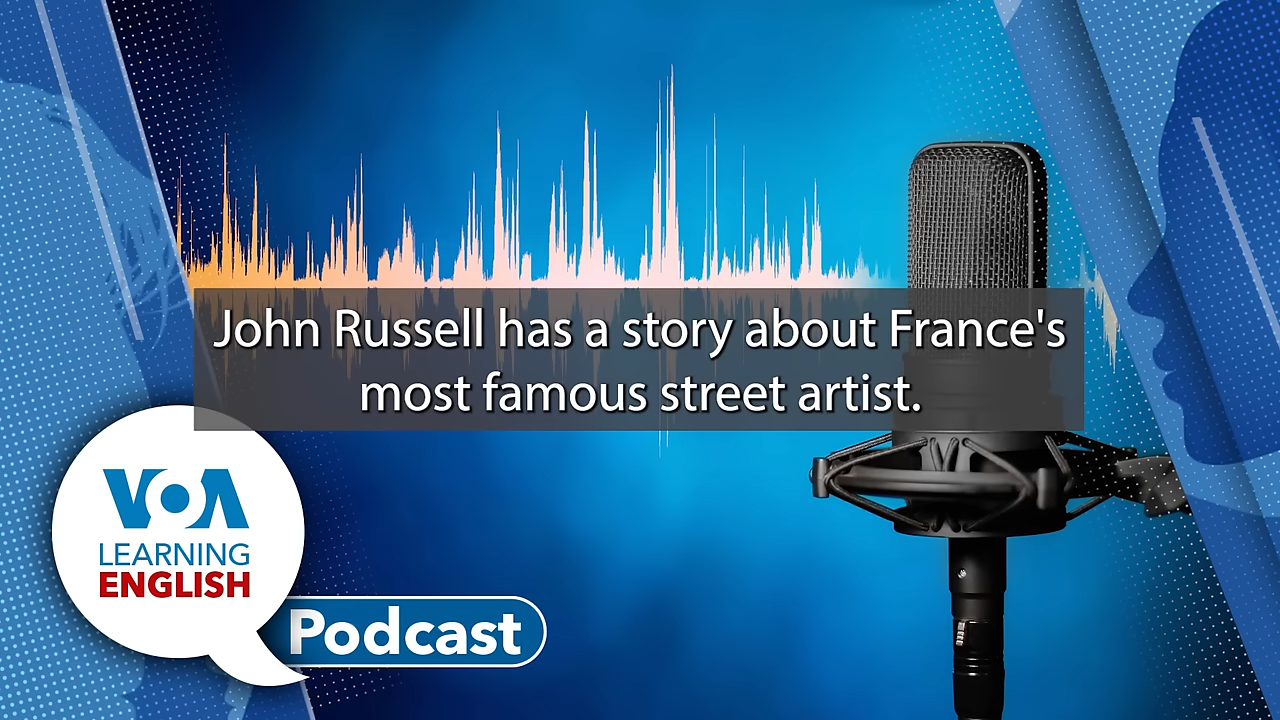 John Russell has a story about France's
most famous street artist.
VOA
LEARNING
ENGLISH
Podcast